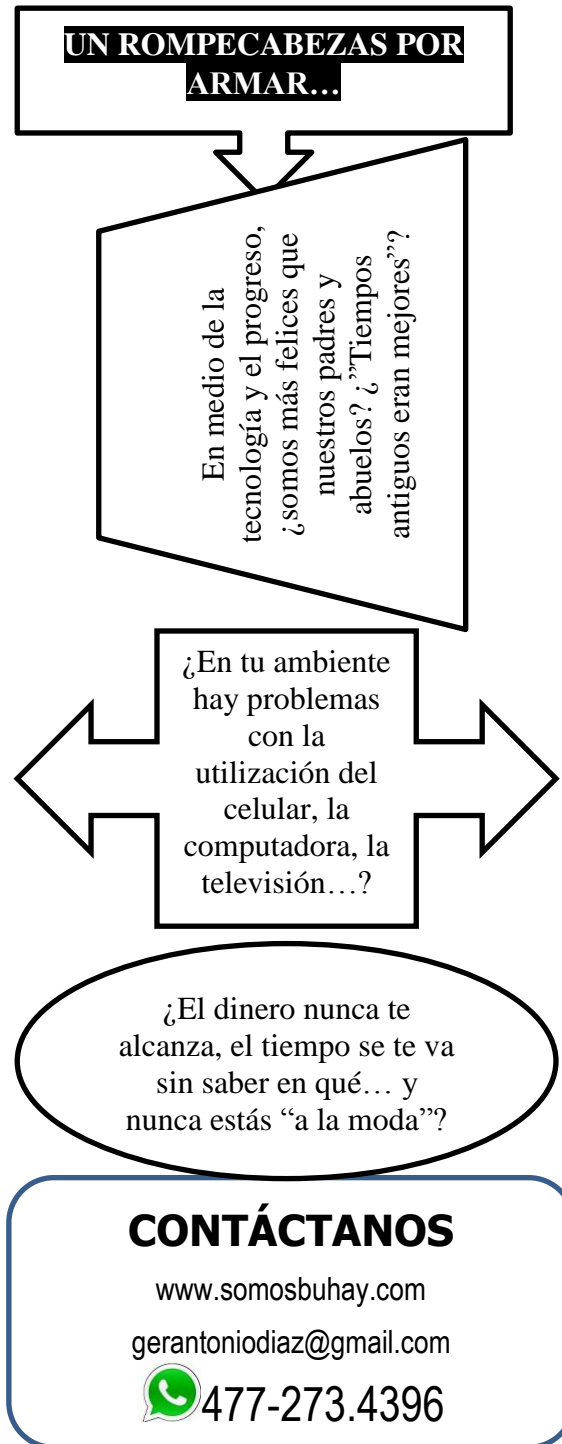 UN ROMPECABEZAS POR
ARMAR…
En medio de la
tecnología y el progreso,
¿somos más felices que
nuestros padres y
abuelos? ¿”Tiempos
antiguos eran mejores”?
¿En tu ambiente
hay problemas
con la
utilización del
celular, la
computadora, la
televisión…?
¿El dinero nunca te
alcanza, el tiempo se te va
sin saber en qué… y
nunca estás “a la moda”?
CONTÁCTANOS
www.somosbuhay.com
gerantoniodiaz@gmail.com
477-273.4396